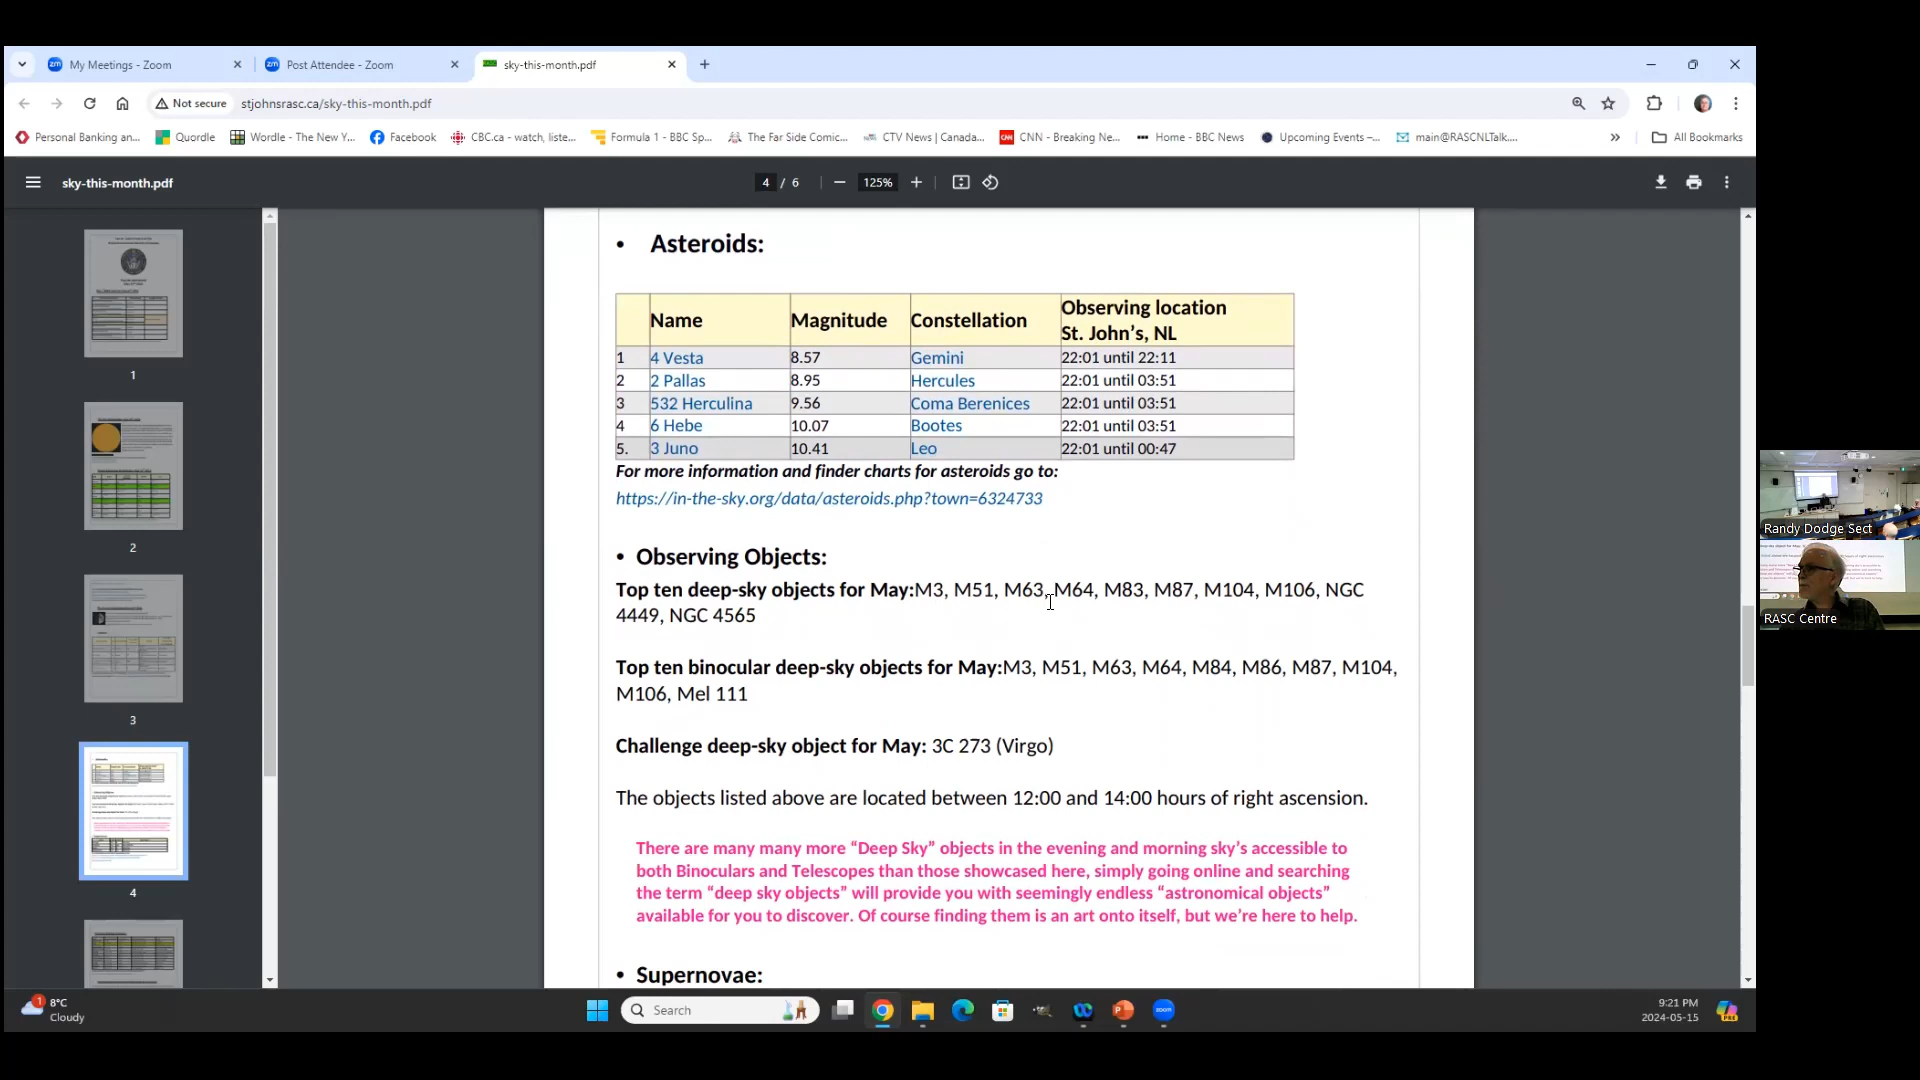 My Meetings - Zoom
Post Attendee - Zoom
sky-this-month.pdf
Not secure
stjohnsrasc.ca/sky-this-month.pdf
Personal Banking an...
Quordle
Wordle - The New Y...
Facebook
CBC.ca - watch, liste...
Formula 1 - BBC Sp...
The Far Side Comic...
CTV News | Canada...
CNN - Breaking Ne...
Home - BBC News
Upcoming Events –...
main@RASCNLTalk....
All Bookmarks
sky-this-month.pdf
4 / 6
125%
1
2
3
4
• Asteroids:
Name Magnitude Constellation Observing location
St. John's, NL
1 4 Vesta 8.57 Gemini 22:01 until 22:11
2 2 Pallas 8.95 Hercules 22:01 until 03:51
3 532 Herculina 9.56 Coma Berenices 22:01 until 03:51
4 6 Hebe 10.07 Bootes 22:01 until 03:51
5. 3 Juno 10.41 Leo 22:01 until 00:47
For more information and finder charts for asteroids go to:
https://in-the-sky.org/data/asteroids.php?town=6324733
• Observing Objects:
Top ten deep-sky objects for May:M3, M51, M63, M64, M83, M87, M104, M106, NGC
4449, NGC 4565
Top ten binocular deep-sky objects for May:M3, M51, M63, M64, M84, M86, M87, M104,
M106, Mel 111
Challenge deep-sky object for May: 3C 273 (Virgo)
The objects listed above are located between 12:00 and 14:00 hours of right ascension.
There are many many more “Deep Sky” objects in the evening and morning sky’s accessible to
both Binoculars and Telescopes than those showcased here, simply going online and searching
the term “deep sky objects” will provide you with seemingly endless “astronomical objects”
available for you to discover. Of course finding them is an art onto itself, but we’re here to help.
• Supernovae:
Randy Dodge Sect
RASC Centre
1
8°C
Cloudy
Search
9:21 PM
2024-05-15